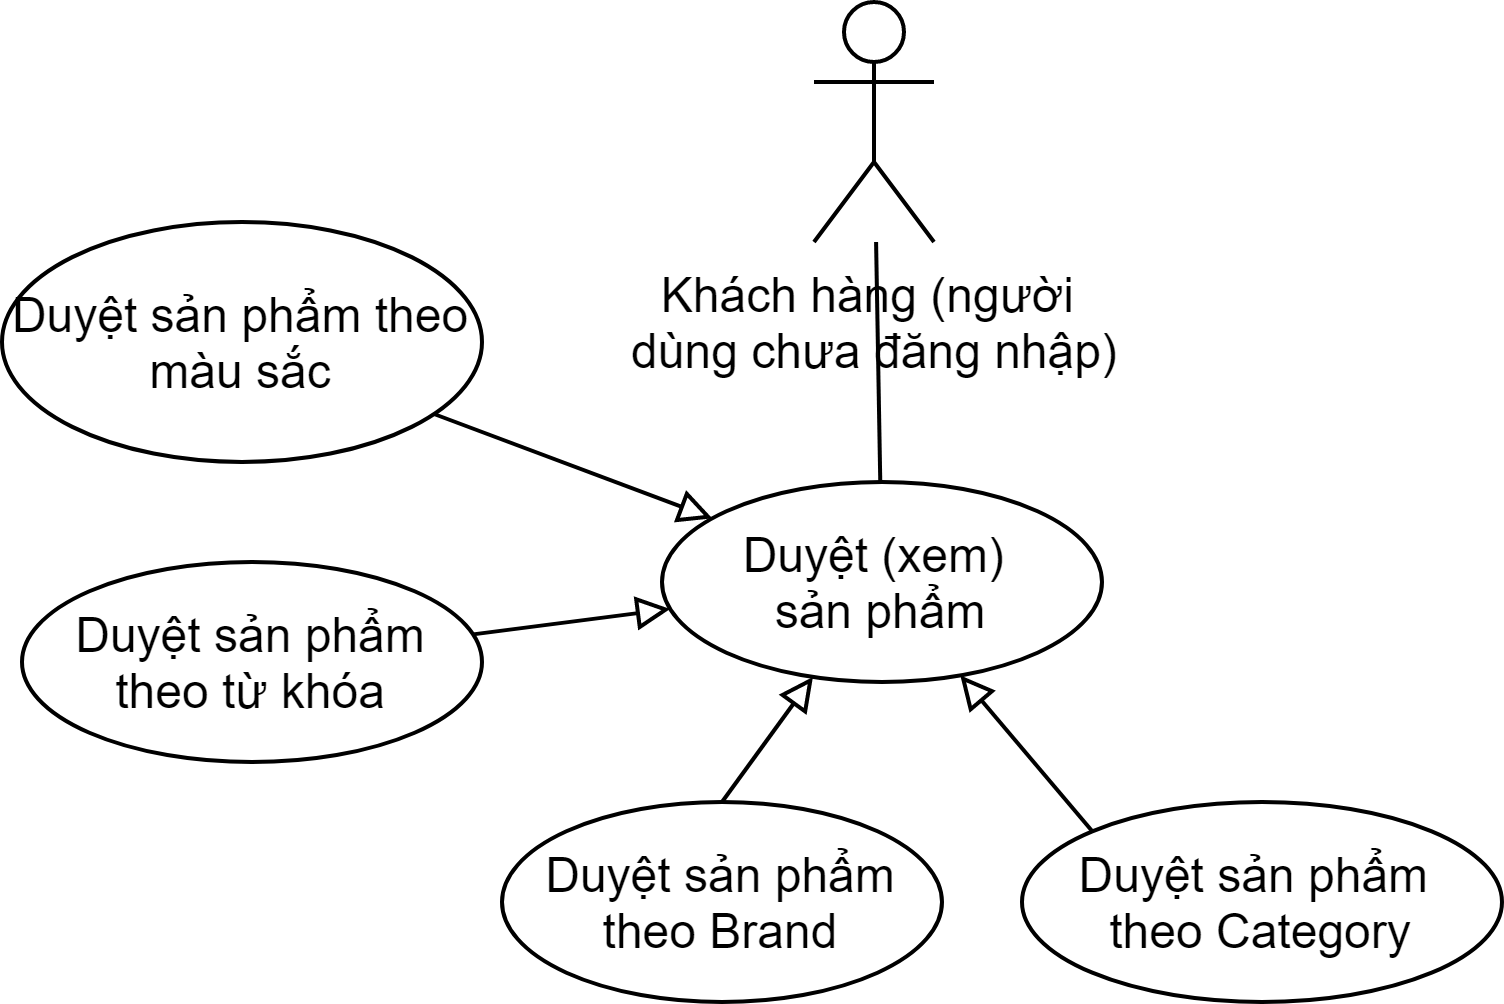 Khách hàng (người
dùng chưa đăng nhập)
Duyệt sản phẩm theo
màu sắc
Duyệt (xem)
sản phẩm
Duyệt sản phẩm
theo từ khóa
Duyệt sản phẩm
theo Brand
Duyệt sản phẩm
theo Category